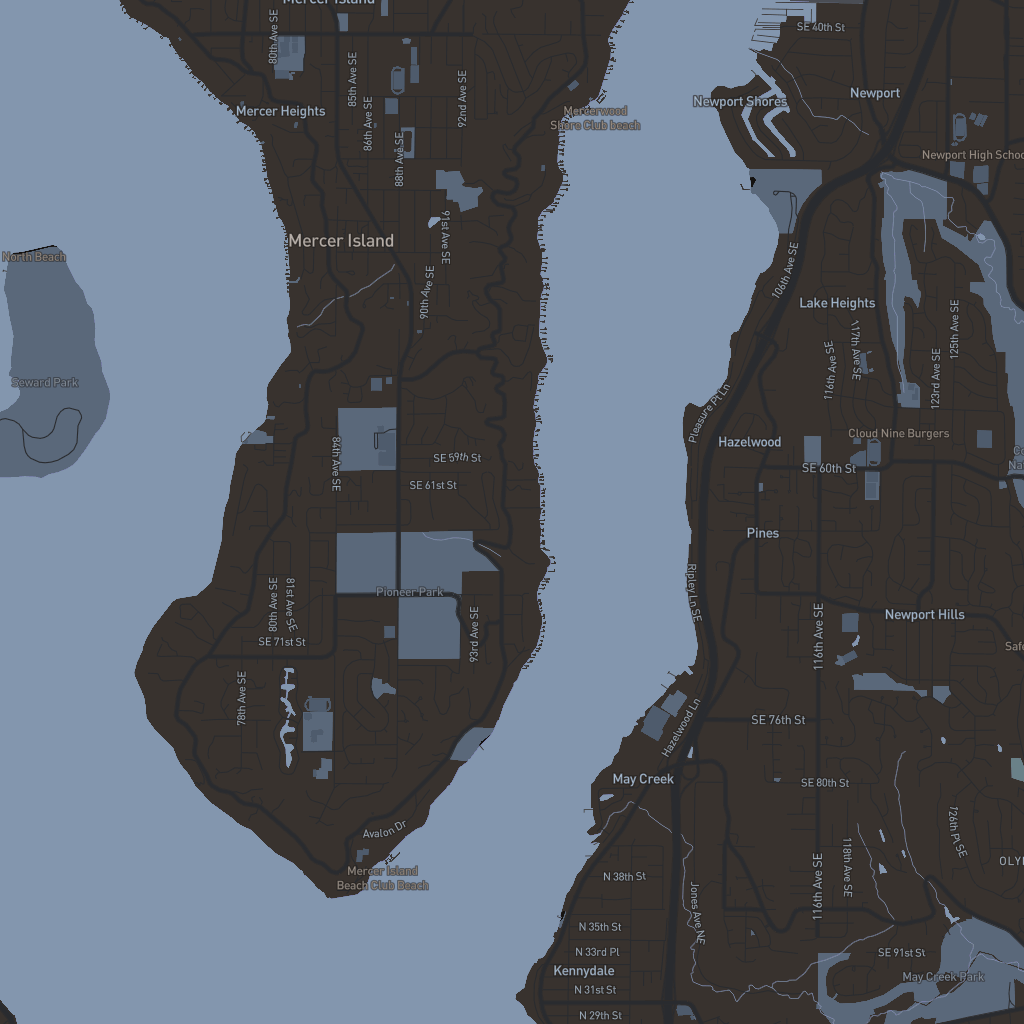 Mercer Island
SE 40th St
80th Ave SE
85th Ave SE
92nd Ave SE
Newport
Newport Shores
Mercer Heights
Mercerwood
Shore Club beach
86th Ave SE
88th Ave SE
Newport High Schoo
91st Ave SE
Mercer Island
North Beach
106th Ave SE
90th Ave SE
Lake Heights
125th Ave SE
117th Ave SE
116th Ave SE
123rd Ave SE
Seward Park
Pleasure Pt Ln
Cloud Nine Burgers
Hazelwood
84th Ave SE
SE 59th St
SE 60th St
Co
Na
SE 61st St
Pines
Ripley Ln SE
Pioneer Park
80th Ave SE
81st Ave SE
93rd Ave SE
116th Ave SE
Newport Hills
SE 71st St
Safe
78th Ave SE
Hazelwood Ln
SE 76th St
May Creek
SE 80th St
Avalon Dr
126th Pl SE
118th Ave SE
OLY
Mercer Island
Beach Club Beach
N 38th St
116th Ave SE
Jones Ave NE
N 35th St
SE 91st St
N 33rd Pl
Kennydale
May Creek Park
N 31st St
N 29th St